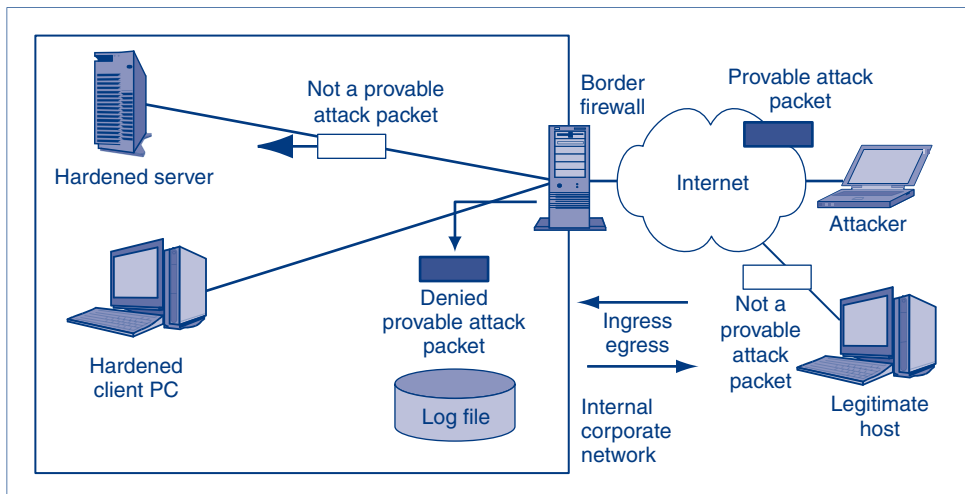 Not a provable
attack packet
Hardened server
Border
firewall
Provable attack
packet
Internet
Attacker
Hardened
client PC
Denied
provable attack
packet
Log file
Ingress
egress
Internal
corporate
network
Not a
provable
attack
packet
Legitimate
host